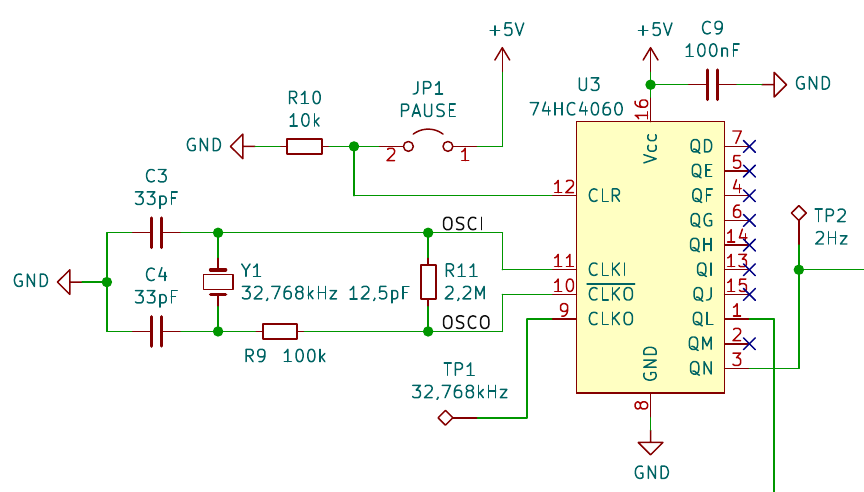 +5V
+5V
C9
100nF
GND
U3
74HC4060
16
Vcc
JP1
PAUSE
2
1
R10
10k
GND
12
CLR
QD
7
QE
5
QF
4
QG
6
QH
14
QI
13
QJ
15
QL
1
QM
2
QN
3
TP2
2Hz
C3
33pF
OSCI
11
CLKI
GND
C4
33pF
Y1
32,768kHz 12,5pF
R11
2,2M
10
CLKO
9
CLKO
OSCO
R9 100k
TP1
32,768kHz
GND
8
GND